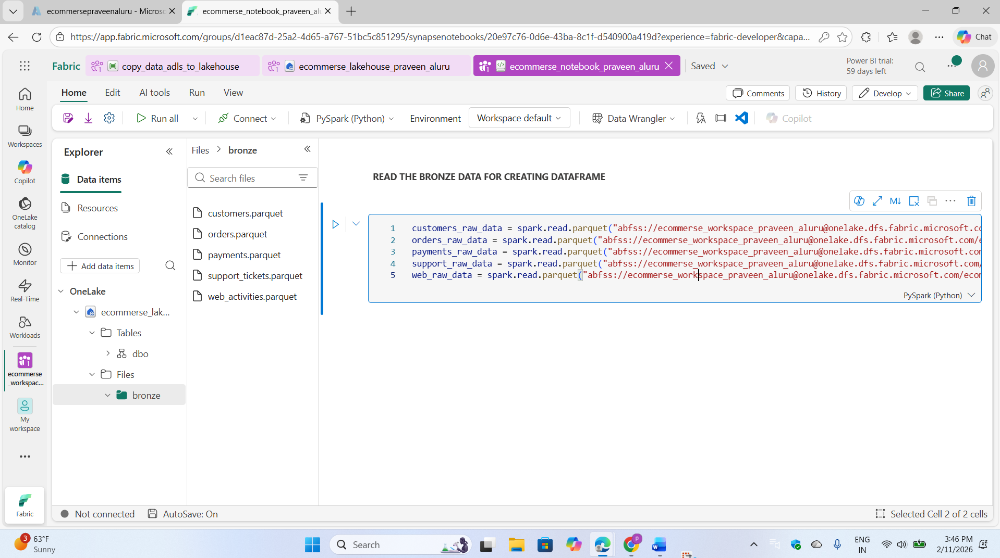 ecommersepraveenaluru - Microso
ecommerse_notebook_praveen_alu
https://app.fabric.microsoft.com/groups/d1eac87d-25a2-4d65-a767-51bc5c851295/synapsenotebooks/20e97c76-0d6e-43ba-8c1f-d540900a419d?experience=fabric-developer&capa...
Chat
Fabric
copy_data_adls_to_lakehouse
ecommerse_lakehouse_praveen_aluru
ecommerse_notebook_praveen_aluru
Saved
Power BI trial:
59 days left
Home
Edit
AI tools
Run
View
Comments
History
Develop
Share
Run all
Connect
PySpark (Python)
Environment
Workspace default
Data Wrangler
Copilot
Home
Workspaces
Copilot
OneLake
catalog
Monitor
Real-Time
Workloads
ecommerse
_workspac...
My
workspace
Fabric
Explorer
Data items
Resources
Connections
Add data items
OneLake
ecommerse_lak...
Tables
dbo
Files
bronze
Files > bronze
Search files
customers.parquet
orders.parquet
payments.parquet
support_tickets.parquet
web_activities.parquet
READ THE BRONZE DATA FOR CREATING DATAFRAME
M↓
1 customers_raw_data = spark.read.parquet("abfss://ecommerse_workspace_praveen_aluru@onelake.dfs.fabric.microsoft.co
2 orders_raw_data = spark.read.parquet("abfss://ecommerse_workspace_praveen_aluru@onelake.dfs.fabric.microsoft.com/e
3 payments_raw_data = spark.read.parquet("abfss://ecommerse_workspace_praveen_aluru@onelake.dfs.fabric.microsoft.com
4 support_raw_data = spark.read.parquet("abfss://ecommerse_workspace_praveen_aluru@onelake.dfs.fabric.microsoft.com/
5 web_raw_data = spark.read.parquet("abfss://ecommerse_workspace_praveen_aluru@onelake.dfs.fabric.microsoft.com/ecom
PySpark (Python)
Not connected
AutoSave: On
Selected Cell 2 of 2 cells
3
63°F
Sunny
Search
P
ENG
IN
3:46 PM
2/11/2026